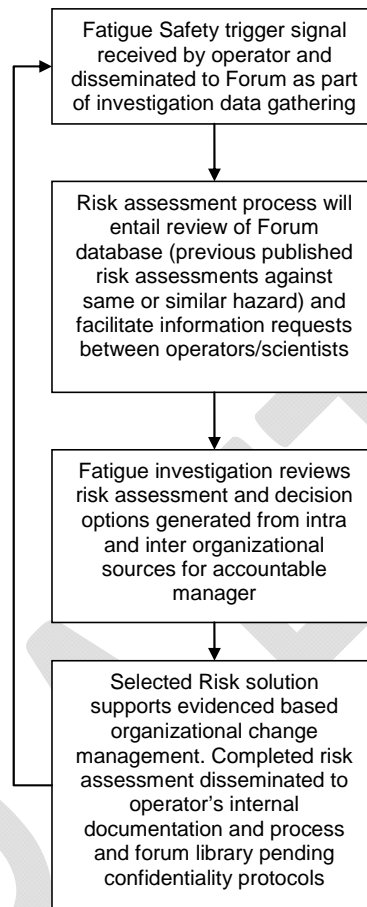 Fatigue Safety trigger signal
received by operator and
disseminated to Forum as part
of investigation data gathering
Risk assessment process will
entail review of Forum
database (previous published
risk assessments against
same or similar hazard) and
facilitate information requests
between operators/scientists
Fatigue investigation reviews
risk assessment and decision
options generated from intra
and inter organizational
sources for accountable
manager
Selected Risk solution
supports evidenced based
organizational change
management. Completed risk
assessment disseminated to
operator's internal
documentation and process
and forum library pending
confidentiality protocols